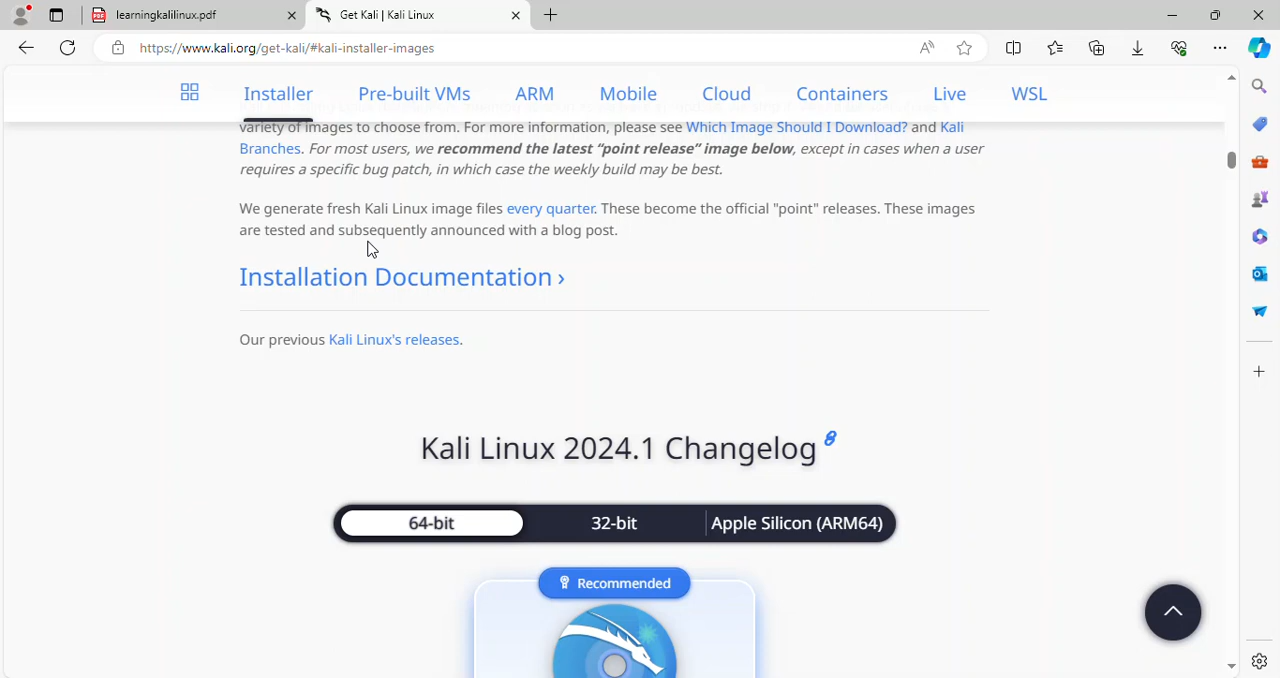 learningkalilinux.pdf
Get Kali | Kali Linux
https://www.kali.org/get-kali/#kali-installer-images
Installer Pre-built VMs ARM Mobile Cloud Containers Live WSL
variety of images to choose from. For more information, please see Which Image Should I Download? and Kali
Branches. For most users, we recommend the latest “point release” image below, except in cases when a user
requires a specific bug patch, in which case the weekly build may be best.
We generate fresh Kali Linux image files every quarter. These become the official "point" releases. These images
are tested and subsequently announced with a blog post.
Installation Documentation ›
Our previous Kali Linux's releases.
Kali Linux 2024.1 Changelog
64-bit 32-bit Apple Silicon (ARM64)
Recommended